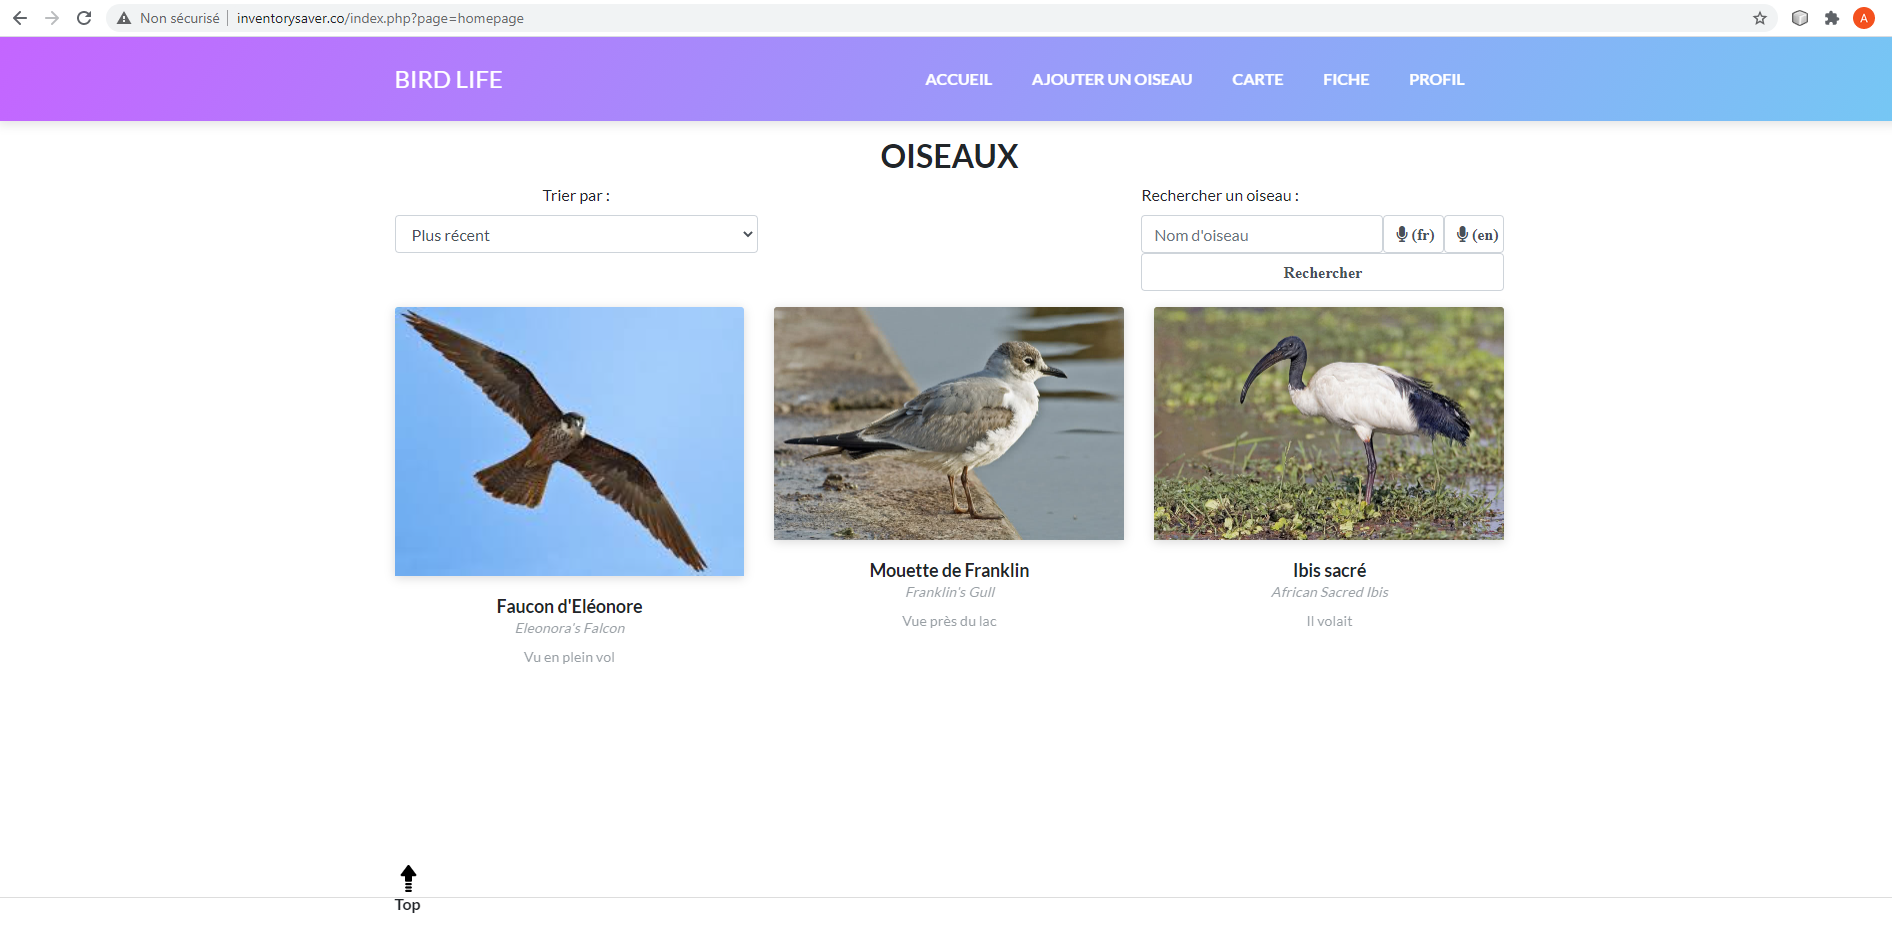 Non sécurisé | inventorysaver.co/index.php?page=homepage
A
BIRD LIFE
ACCUEIL AJOUTER UN OISEAU CARTE FICHE PROFIL
OISEAUX
Trier par :
Plus récent
Rechercher un oiseau :
Nom d'oiseau (fr) (en)
Rechercher
Faucon d'Eléonore
Eleonora's Falcon
Vu en plein vol
Mouette de Franklin
Franklin's Gull
Vue près du lac
Ibis sacré
African Sacred Ibis
Il volait
Top